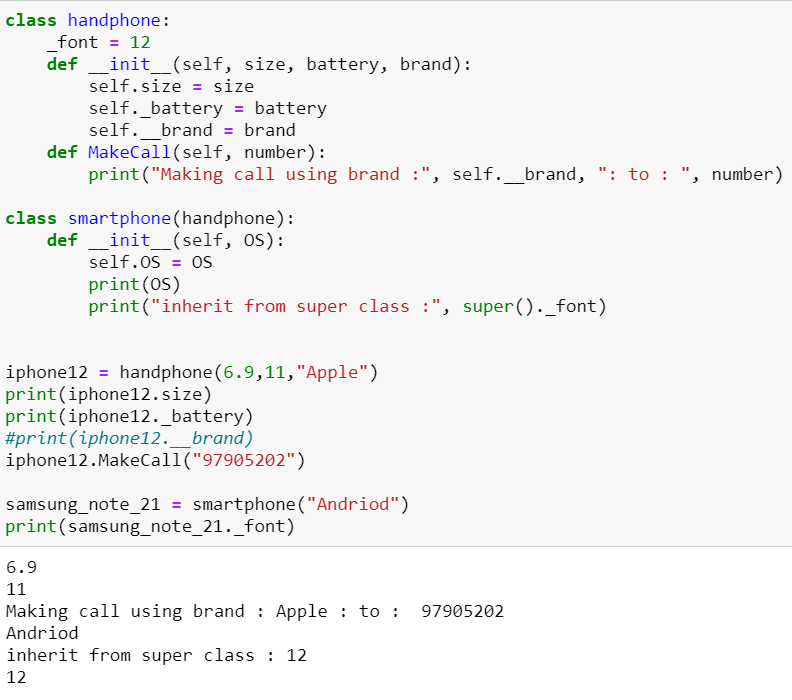 class handphone:
    _font = 12
    def __init__(self, size, battery, brand):
        self.size = size
        self._battery = battery
        self.__brand = brand
    def MakeCall(self, number):
        print("Making call using brand :", self.__brand, ": to : ", number)

class smartphone(handphone):
    def __init__(self, OS):
        self.OS = OS
        print(OS)
        print("inherit from super class :", super()._font)


iphone12 = handphone(6.9,11,"Apple")
print(iphone12.size)
print(iphone12._battery)
#print(iphone12.__brand)
iphone12.MakeCall("97905202")

samsung_note_21 = smartphone("Andriod")
print(samsung_note_21._font)
6.9
11
Making call using brand : Apple : to :  97905202
Andriod
inherit from super class : 12
12